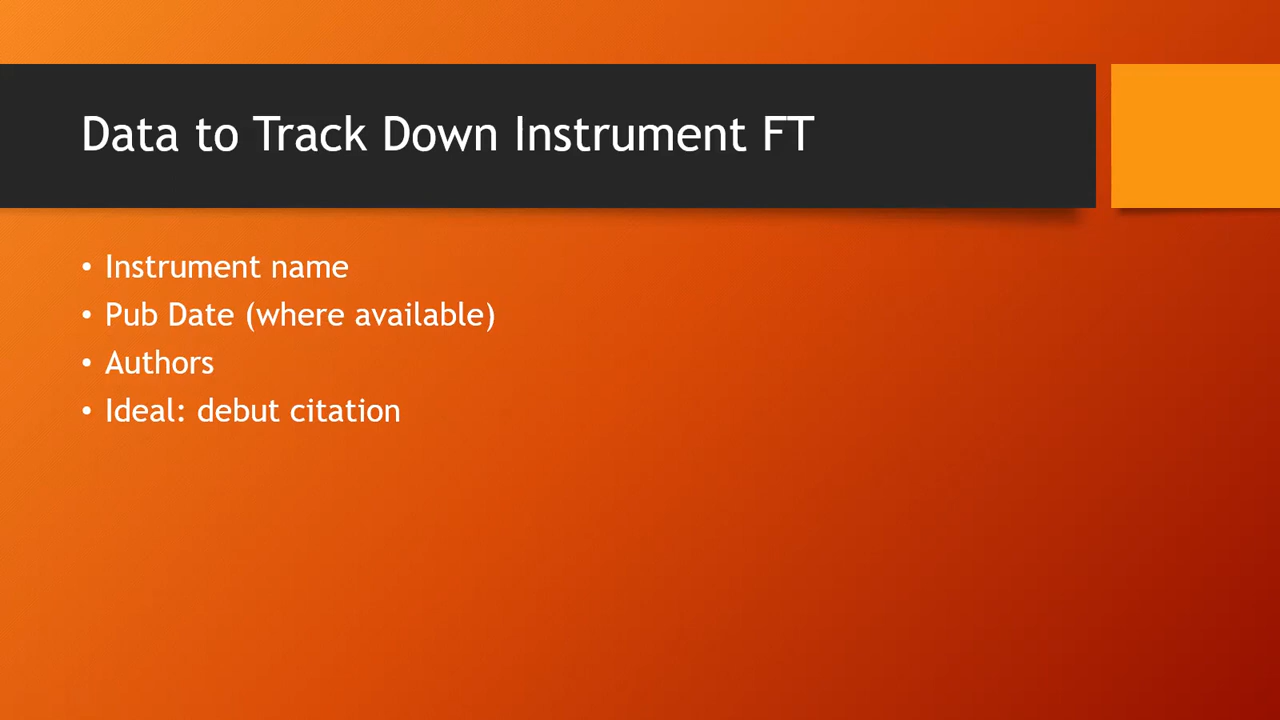 Data to Track Down Instrument FT
• Instrument name
• Pub Date (where available)
• Authors
• Ideal: debut citation